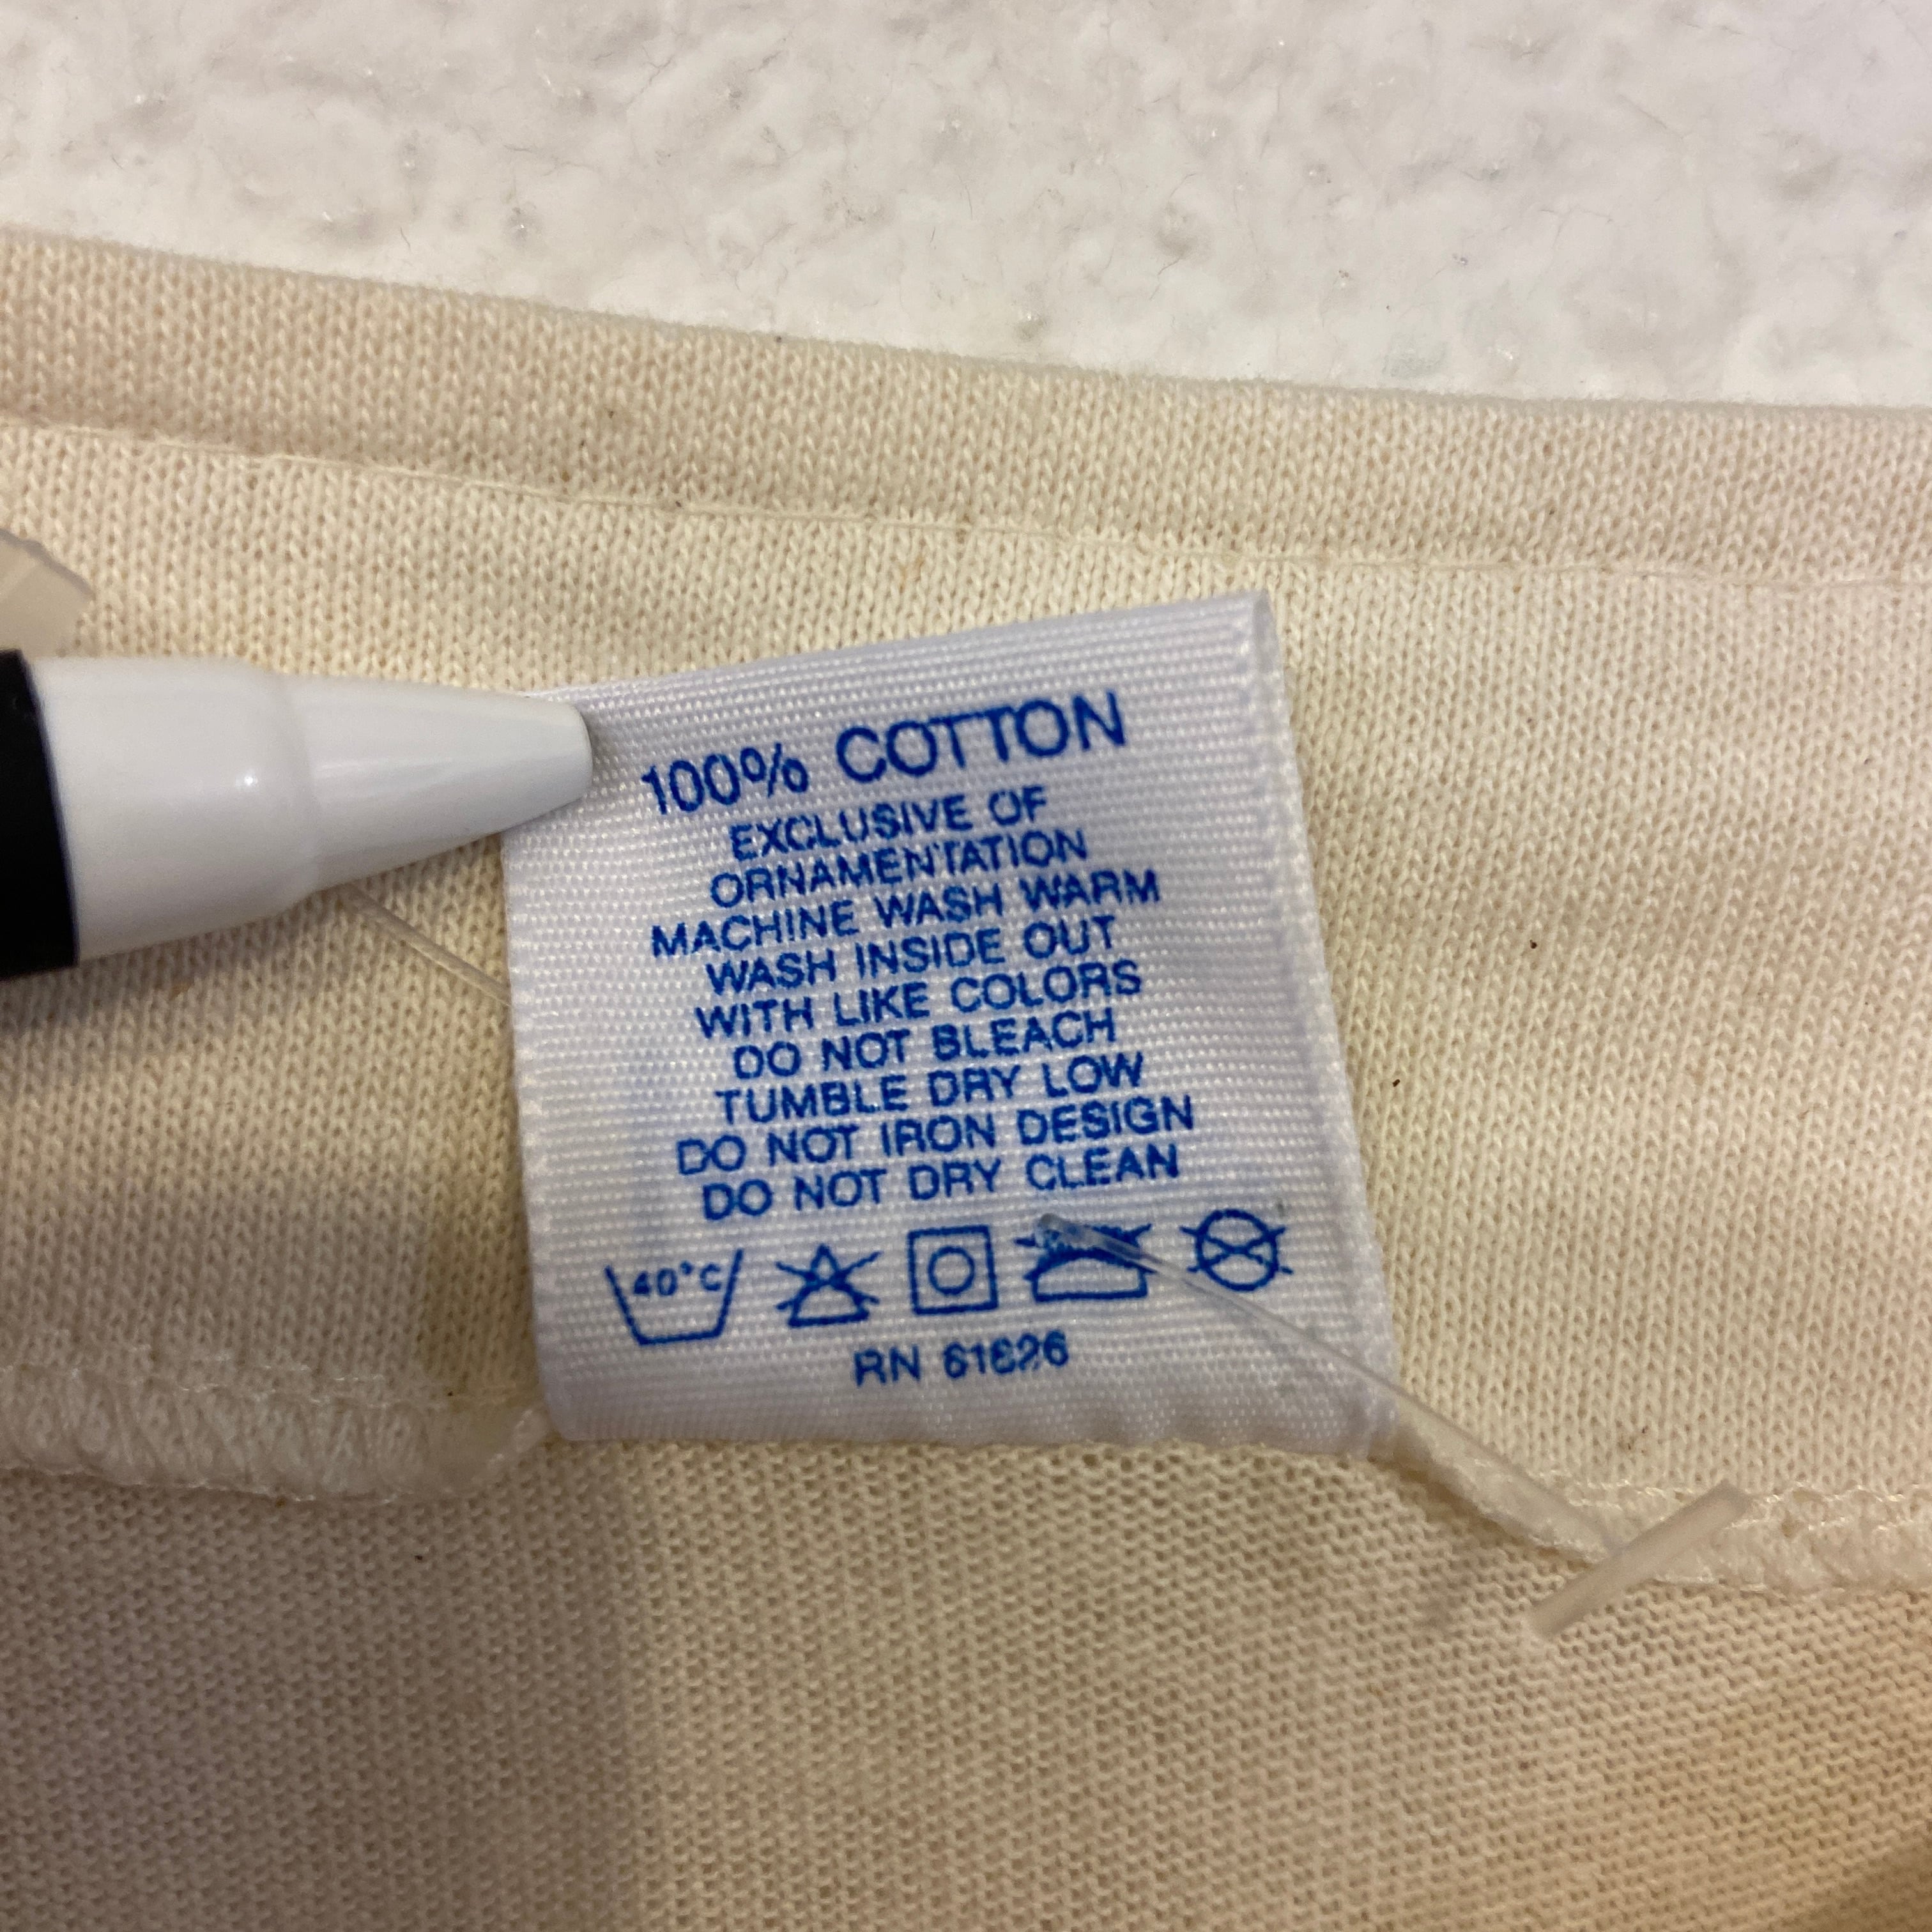 100% COTTON
EXCLUSIVE OF
ORNAMENTATION
MACHINE WASH WARM
WASH INSIDE OUT
WITH LIKE COLORS
DO NOT BLEACH
TUMBLE DRY LOW
DO NOT IRON DESIGN
DO NOT DRY CLEAN
40°C
RN